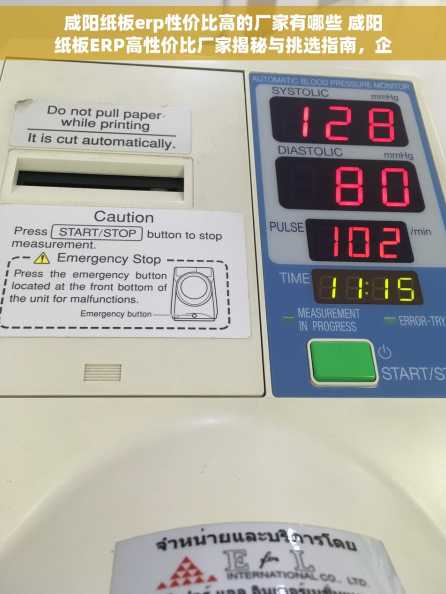 咸阳纸板erp性价比高的厂家有哪些 咸阳
纸板ERP高性价比厂家揭秘与挑选指南，企
AUTOMATIC BLOOD PRESSURE MONITOR
SYSTOLIC mmHg
128
DIASTOLIC mmHg
80
PULSE 102 /min
TIME 11:15
MEASUREMENT
IN PROGRESS
ERROR-TRY
START/S
Do not pull paper
while printing
It is cut automatically.
Caution
Press START/STOP button to stop
measurement.
Emergency Stop
Press the emergency button
located at the front bottom of
the unit for malfunctions.
Emergency button
จำหน่ายและบริการโดย
E for L
INTERNATIONAL CO., LTD.